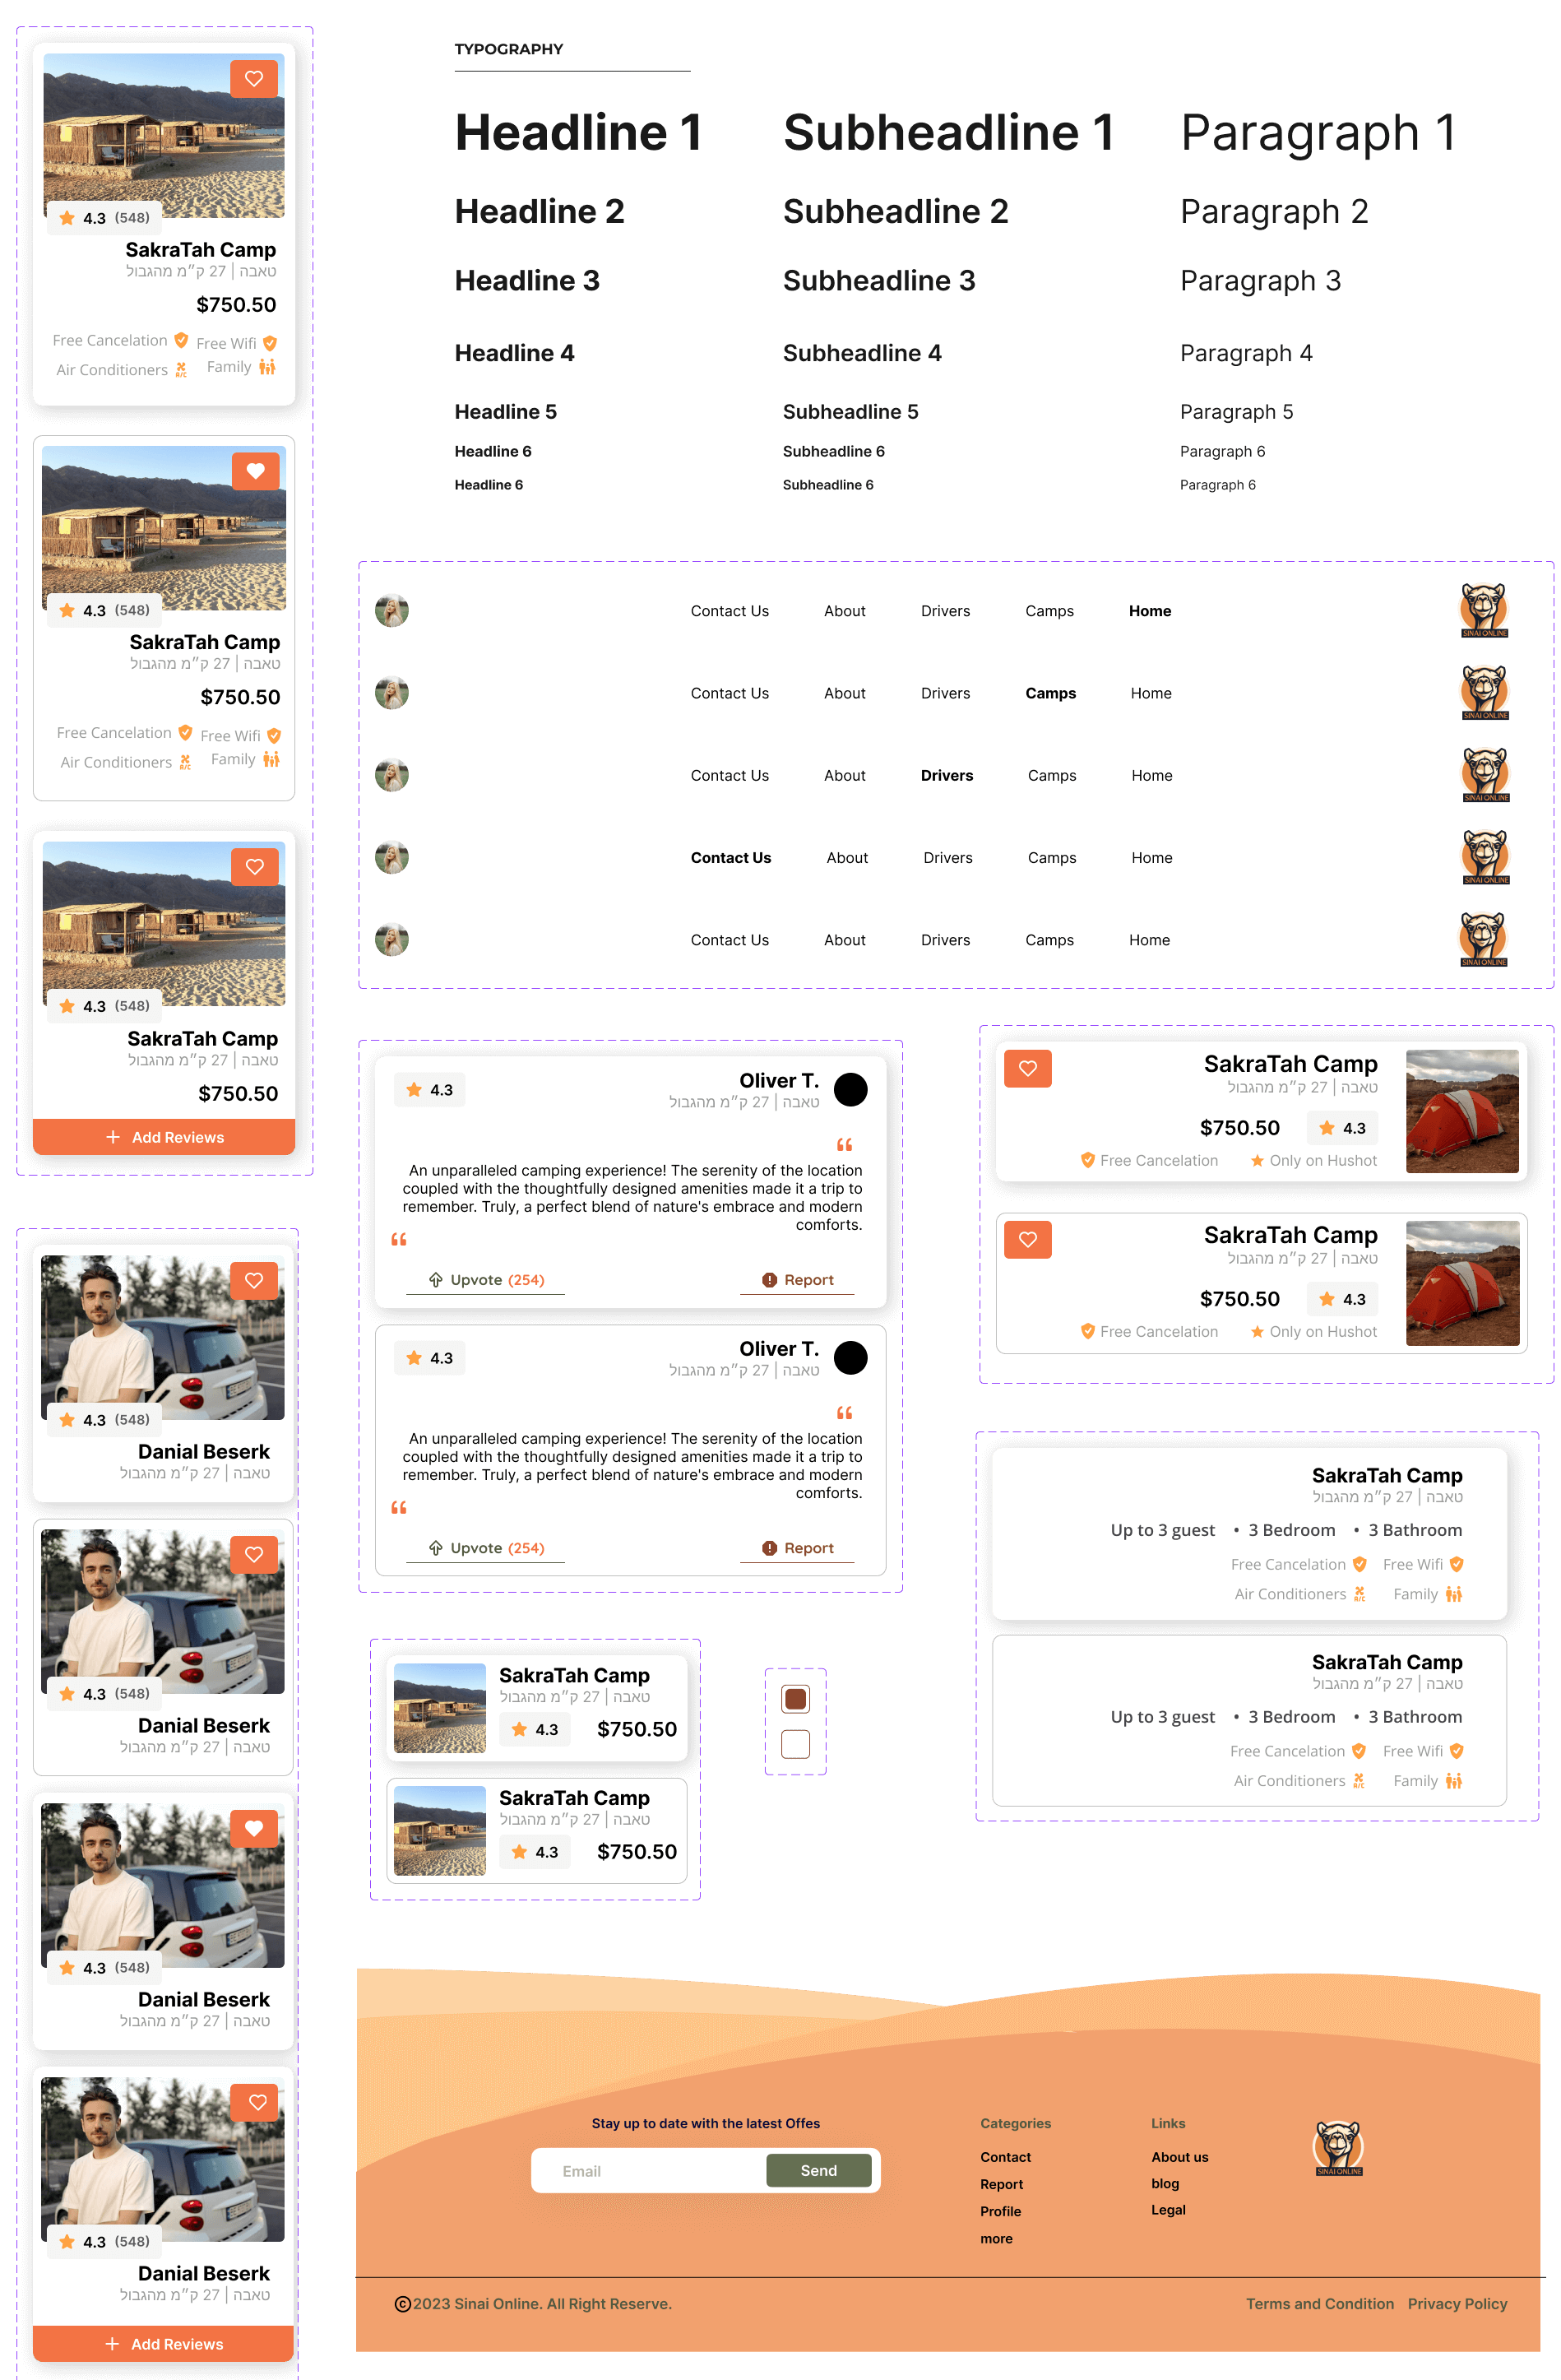 4.3 (548)
SakraTah Camp
טאבה | 27 ק״מ מהגבול
$750.50
Free Cancelation Free Wifi
Air Conditioners A/C Family
4.3 (548)
SakraTah Camp
טאבה | 27 ק״מ מהגבול
$750.50
Free Cancelation Free Wifi
Air Conditioners A/C Family
4.3 (548)
SakraTah Camp
טאבה | 27 ק״מ מהגבול
$750.50
+ Add Reviews
4.3 (548)
Danial Beserk
טאבה | 27 ק״מ מהגבול
4.3 (548)
Danial Beserk
טאבה | 27 ק״מ מהגבול
4.3 (548)
Danial Beserk
טאבה | 27 ק״מ מהגבול
4.3 (548)
Danial Beserk
טאבה | 27 ק״מ מהגבול
+ Add Reviews
TYPOGRAPHY
Headline 1 Subheadline 1 Paragraph 1
Headline 2 Subheadline 2 Paragraph 2
Headline 3 Subheadline 3 Paragraph 3
Headline 4 Subheadline 4 Paragraph 4
Headline 5 Subheadline 5 Paragraph 5
Headline 6 Subheadline 6 Paragraph 6
Headline 6 Subheadline 6 Paragraph 6
Contact Us About Drivers Camps Home SINAI ONLINE
Contact Us About Drivers Camps Home SINAI ONLINE
Contact Us About Drivers Camps Home SINAI ONLINE
Contact Us About Drivers Camps Home SINAI ONLINE
Contact Us About Drivers Camps Home SINAI ONLINE
4.3 Oliver T.
טאבה | 27 ק״מ מהגבול
“
An unparalleled camping experience! The serenity of the location
coupled with the thoughtfully designed amenities made it a trip to
remember. Truly, a perfect blend of nature's embrace and modern
comforts.
“
Upvote (254) Report
4.3 Oliver T.
טאבה | 27 ק״מ מהגבול
“
An unparalleled camping experience! The serenity of the location
coupled with the thoughtfully designed amenities made it a trip to
remember. Truly, a perfect blend of nature's embrace and modern
comforts.
“
Upvote (254) Report
SakraTah Camp
טאבה | 27 ק״מ מהגבול
$750.50 4.3
Free Cancelation Only on Hushot
SakraTah Camp
טאבה | 27 ק״מ מהגבול
$750.50 4.3
Free Cancelation Only on Hushot
SakraTah Camp
טאבה | 27 ק״מ מהגבול
Up to 3 guest • 3 Bedroom • 3 Bathroom
Free Cancelation Free Wifi
Air Conditioners A/C Family
SakraTah Camp
טאבה | 27 ק״מ מהגבול
Up to 3 guest • 3 Bedroom • 3 Bathroom
Free Cancelation Free Wifi
Air Conditioners A/C Family
SakraTah Camp
טאבה | 27 ק״מ מהגבול
4.3 $750.50
SakraTah Camp
טאבה | 27 ק״מ מהגבול
4.3 $750.50
Stay up to date with the latest Offes
Email Send
Categories
Contact
Report
Profile
more
Links
About us
blog
Legal
SINAI ONLINE
©2023 Sinai Online. All Right Reserve.
Terms and Condition Privacy Policy